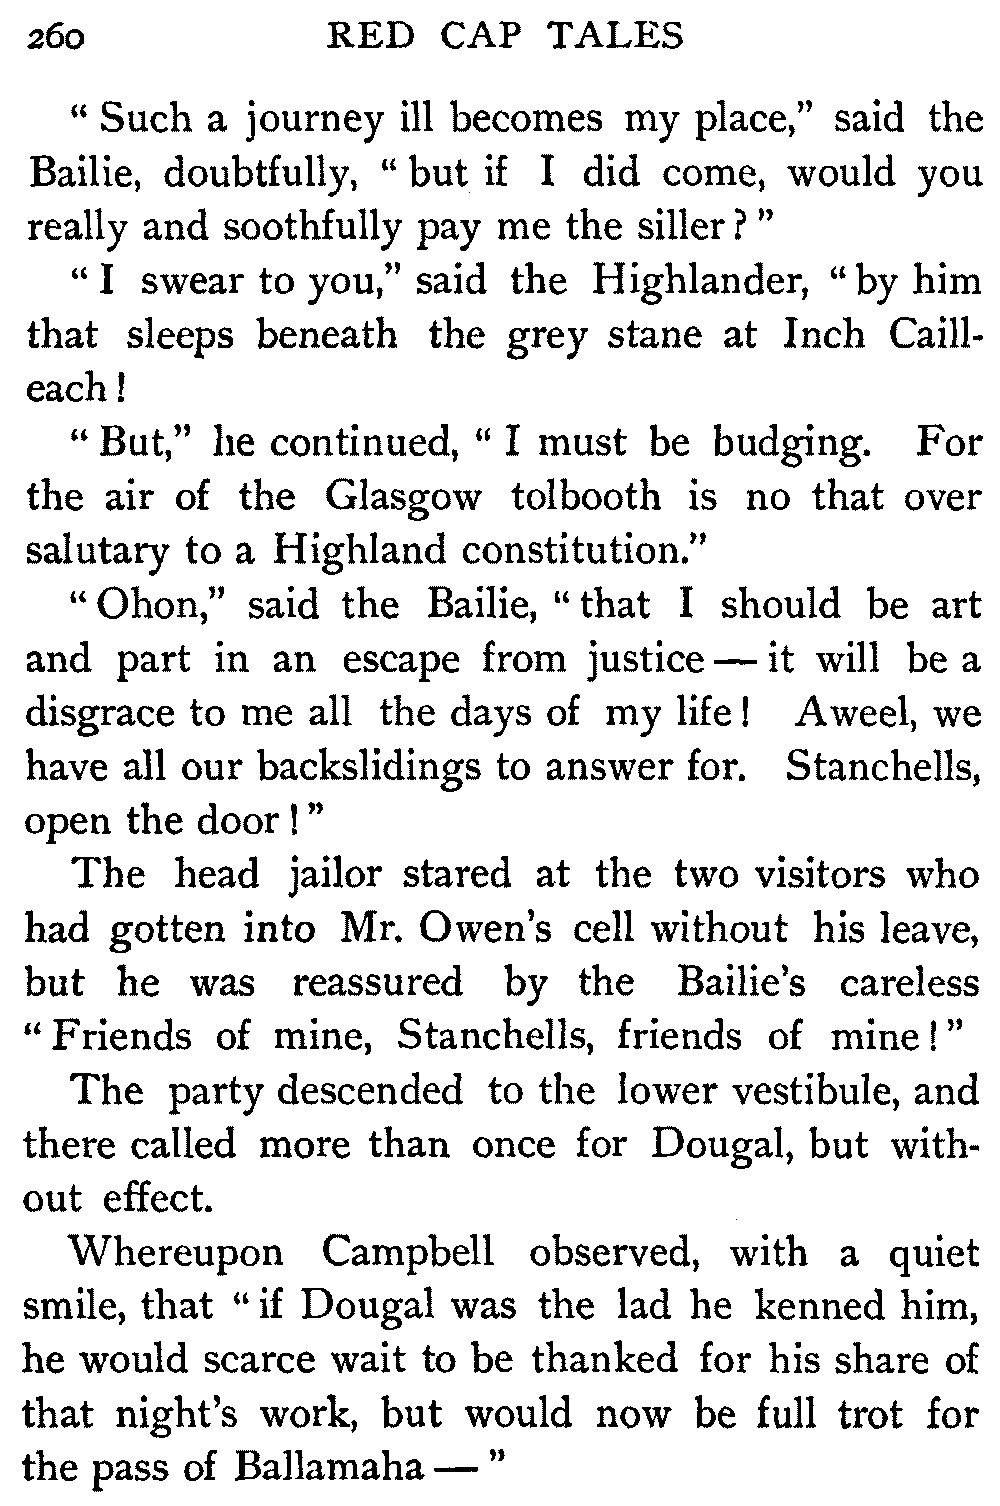 260 RED CAP TALES
“ Such a journey ill becomes my place,” said the
Bailie, doubtfully, “ but if I did come, would you
really and soothfully pay me the siller ? ”
“ I swear to you,” said the Highlander, “ by him
that sleeps beneath the grey stane at Inch Caill-
each !
“ But,” he continued, “ I must be budging. For
the air of the Glasgow tolbooth is no that over
salutary to a Highland constitution.”
“ Ohon,” said the Bailie, “ that I should be art
and part in an escape from justice — it will be a
disgrace to me all the days of my life ! Aweel, we
have all our backslidings to answer for. Stanchells,
open the door ! ”
The head jailor stared at the two visitors who
had gotten into Mr. Owen’s cell without his leave,
but he was reassured by the Bailie’s careless
“ Friends of mine, Stanchells, friends of mine ! ”
The party descended to the lower vestibule, and
there called more than once for Dougal, but with-
out effect.
Whereupon Campbell observed, with a quiet
smile, that “ if Dougal was the lad he kenned him,
he would scarce wait to be thanked for his share of
that night’s work, but would now be full trot for
the pass of Ballamaha — ”